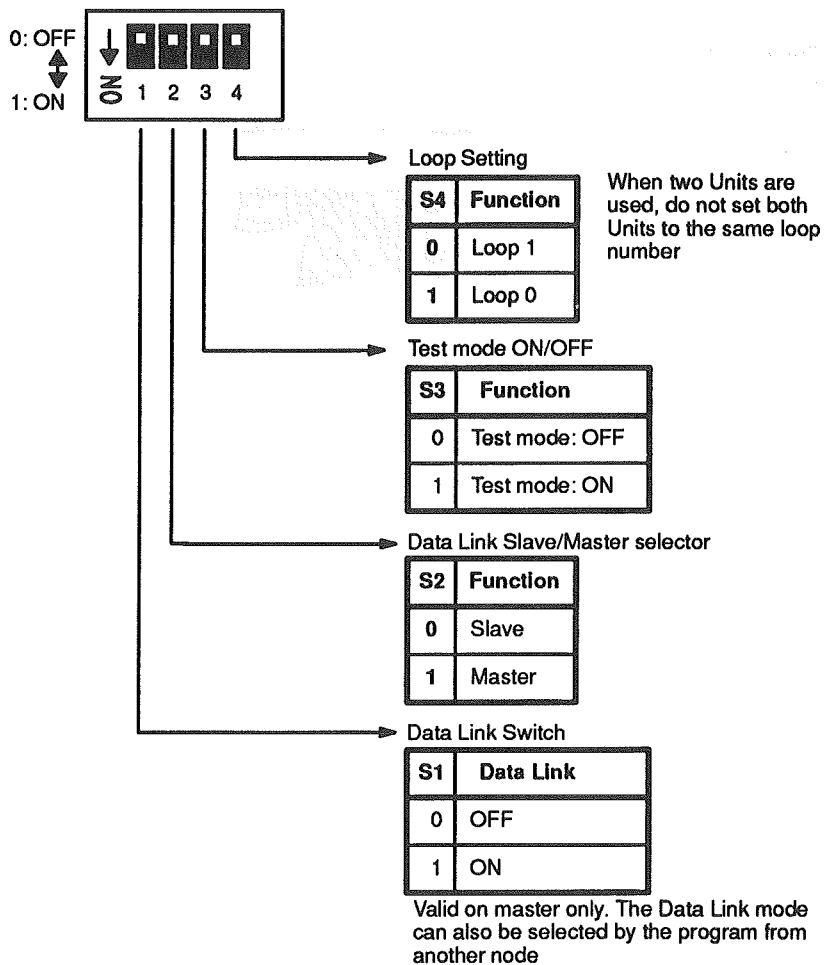 0: OFF
1: ON
ON
1 2 3 4
Loop Setting
S4 Function
0 Loop 1
1 Loop 0
When two Units are
used, do not set both
Units to the same loop
number
Test mode ON/OFF
S3 Function
0 Test mode: OFF
1 Test mode: ON
Data Link Slave/Master selector
S2 Function
0 Slave
1 Master
Data Link Switch
S1 Data Link
0 OFF
1 ON
Valid on master only. The Data Link mode
can also be selected by the program from
another node